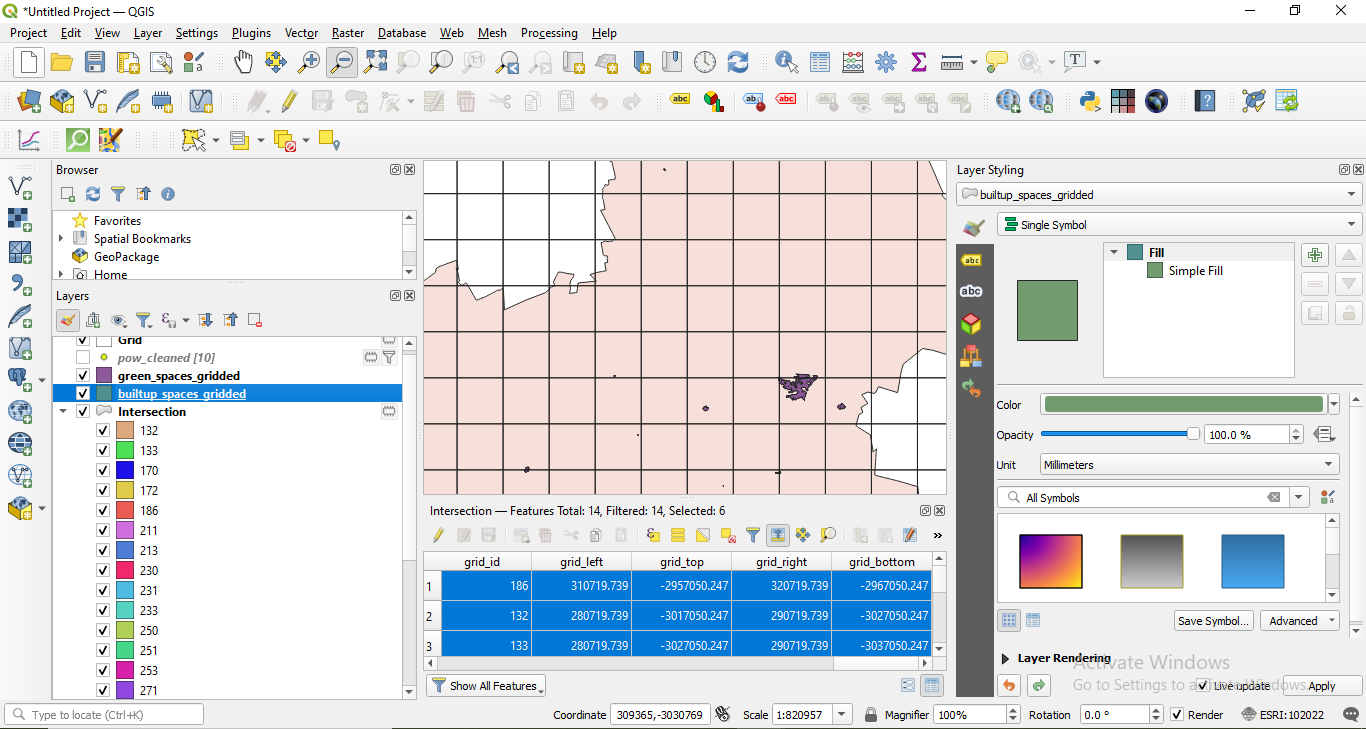 *Untitled Project — QGIS
Project Edit View Layer Settings Plugins Vector Raster Database Web Mesh Processing Help
Browser
Favorites
Spatial Bookmarks
GeoPackage
Home
Layers
Grid
pow_cleaned [10]
green_spaces_gridded
builtup_spaces_gridded
Intersection
132
133
170
172
186
211
213
230
231
233
250
251
253
271
Intersection — Features Total: 14, Filtered: 14, Selected: 6
grid_id grid_left grid_top grid_right grid_bottom
1 186 310719.739 -2957050.247 320719.739 -2967050.247
2 132 280719.739 -3017050.247 290719.739 -3027050.247
3 133 280719.739 -3027050.247 290719.739 -3037050.247
Show All Features
Layer Styling
builtup_spaces_gridded
Single Symbol
Fill
Simple Fill
Color
Opacity 100.0 %
Unit Millimeters
All Symbols
Save Symbol... Advanced
Layer Rendering
Activate Windows
Go to Settings to activate Windows.
Live update Apply
Type to locate (Ctrl+K)
Coordinate 309365,-3030769 Scale 1:820957 Magnifier 100% Rotation 0.0 ° Render ESRI:102022